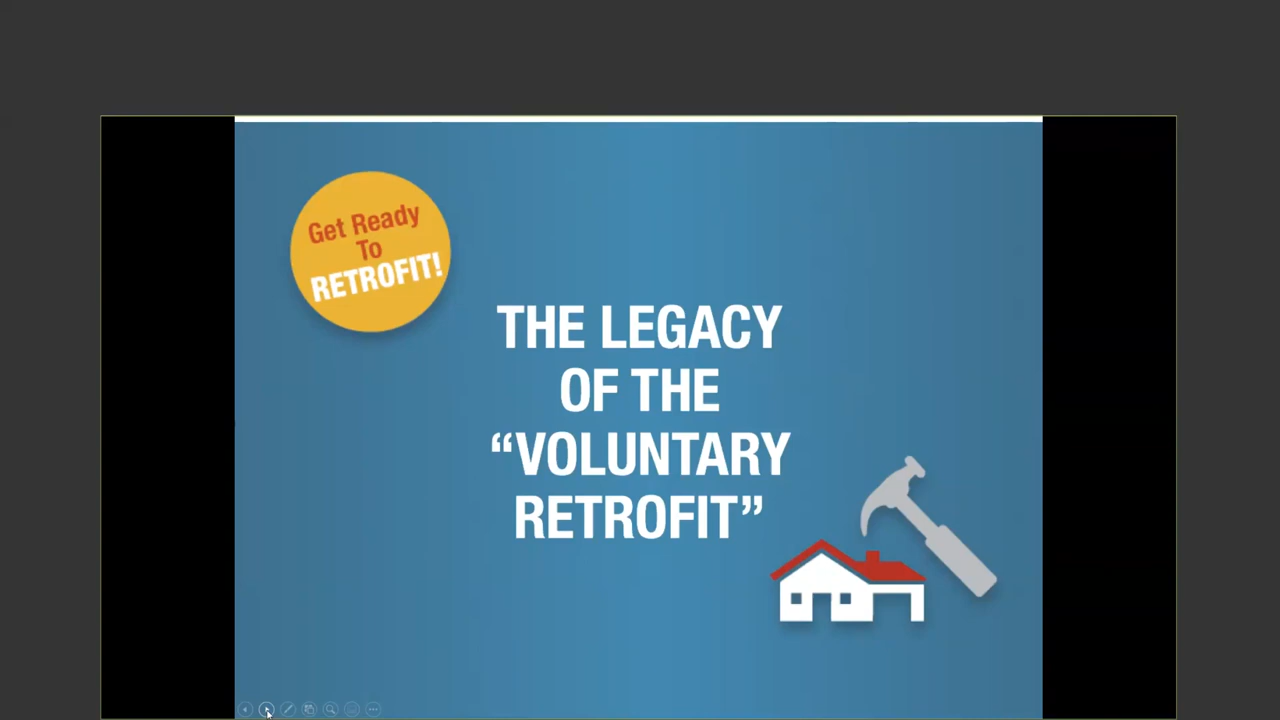 Get Ready
To
RETROFIT!
THE LEGACY
OF THE
“VOLUNTARY
RETROFIT”